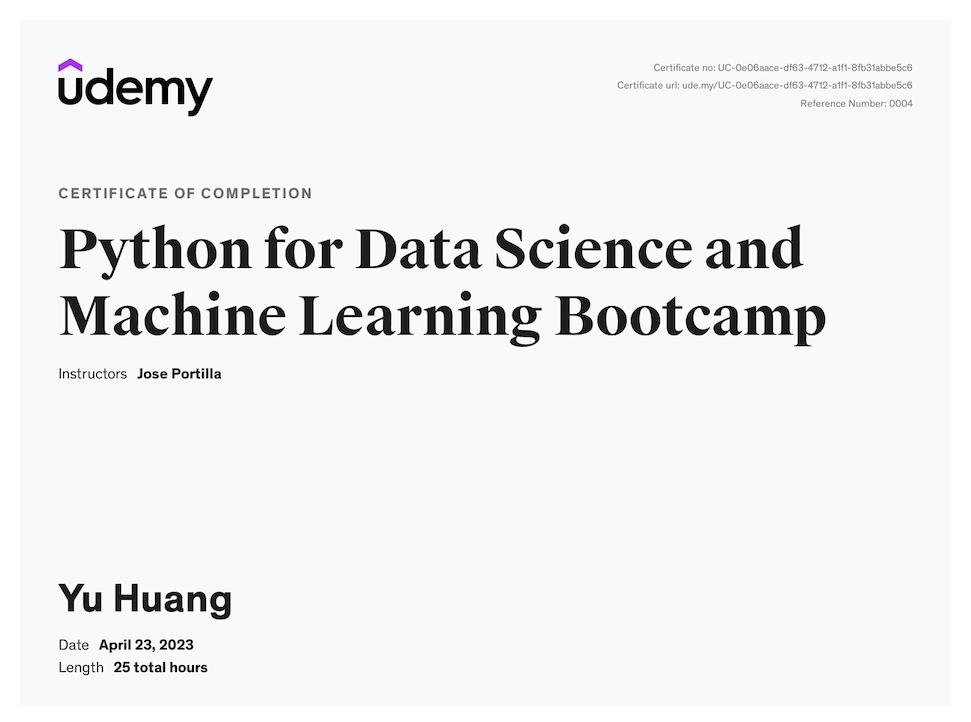 udemy
Certificate no: UC-0e06aace-df63-4712-a1f1-8fb31abbe5c6
Certificate url: ude.my/UC-0e06aace-df63-4712-a1f1-8fb31abbe5c6
Reference Number: 0004
CERTIFICATE OF COMPLETION
Python for Data Science and
Machine Learning Bootcamp
Instructors Jose Portilla
Yu Huang
Date April 23, 2023
Length 25 total hours